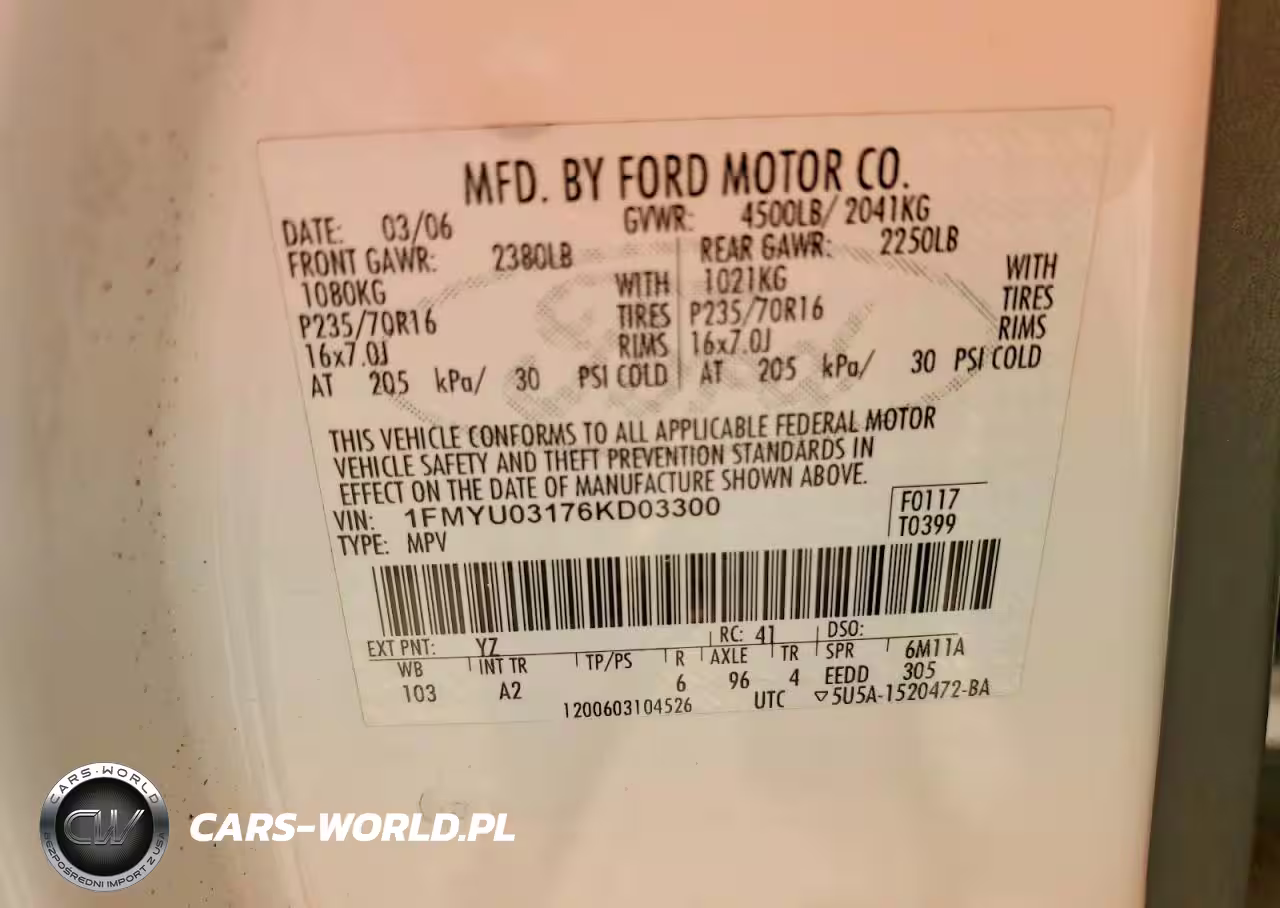 MFD. BY FORD MOTOR CO.
DATE: 03/06 GVWR: 4500LB/ 2041KG
FRONT GAWR: 2380LB REAR GAWR: 2250LB
1080KG WITH 1021KG WITH
P235/70R16 TIRES P235/70R16 TIRES
16x7.0J RIMS 16x7.0J RIMS
AT 205 kPa/ 30 PSI COLD AT 205 kPa/ 30 PSI COLD
THIS VEHICLE CONFORMS TO ALL APPLICABLE FEDERAL MOTOR
VEHICLE SAFETY AND THEFT PREVENTION STANDARDS IN
EFFECT ON THE DATE OF MANUFACTURE SHOWN ABOVE.
VIN: 1FMYU03176KD03300 F0117
TYPE: MPV T0399
EXT PNT: YZ RC: 41 DSO:
WB INT TR TP/PS R AXLE TR SPR 6M11A
103 A2 6 96 4 EEDD 305
1200603104526 UTC ▽5U5A-1520472-BA
CARS-WORLD
CW
BEZPOŚREDNI IMPORT Z USA
CARS-WORLD.PL